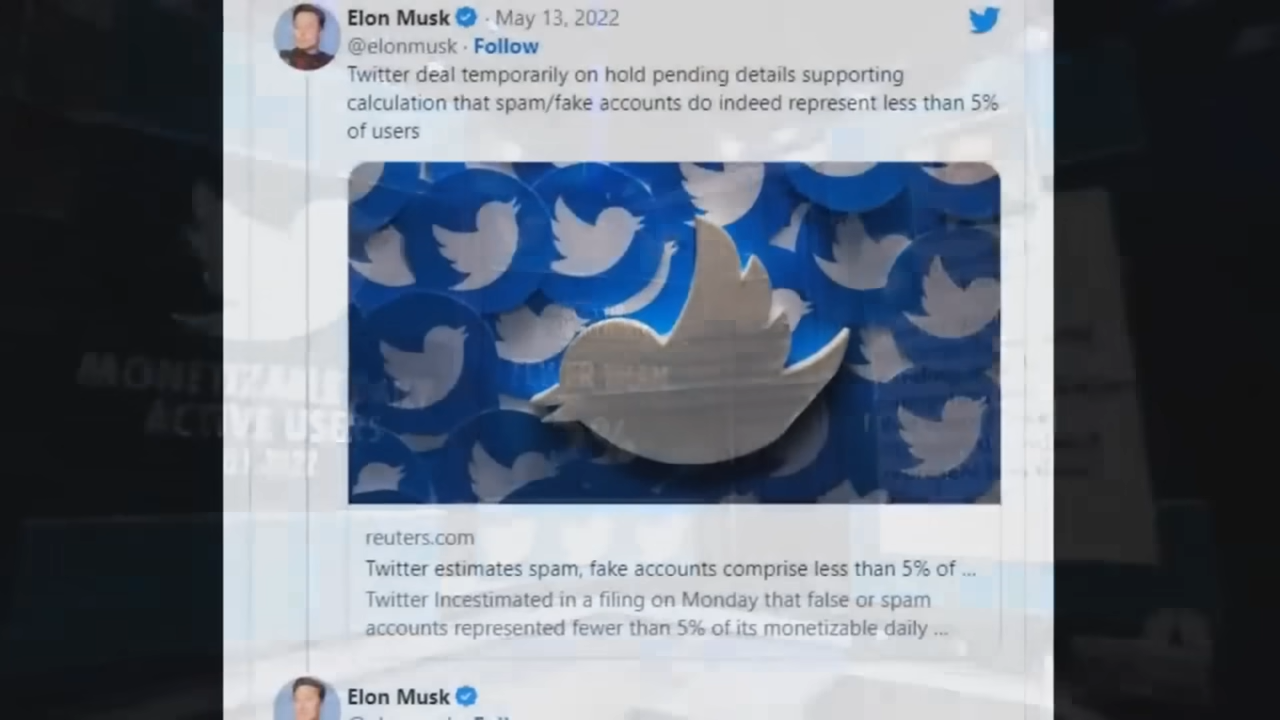 Elon Musk · May 13, 2022
@elonmusk · Follow
Twitter deal temporarily on hold pending details supporting
calculation that spam/fake accounts do indeed represent less than 5%
of users
MONETIZABLE
ACTIVE USERS
reuters.com
Twitter estimates spam, fake accounts comprise less than 5% of ...
Twitter Incestimated in a filing on Monday that false or spam
accounts represented fewer than 5% of its monetizable daily ...
Elon Musk